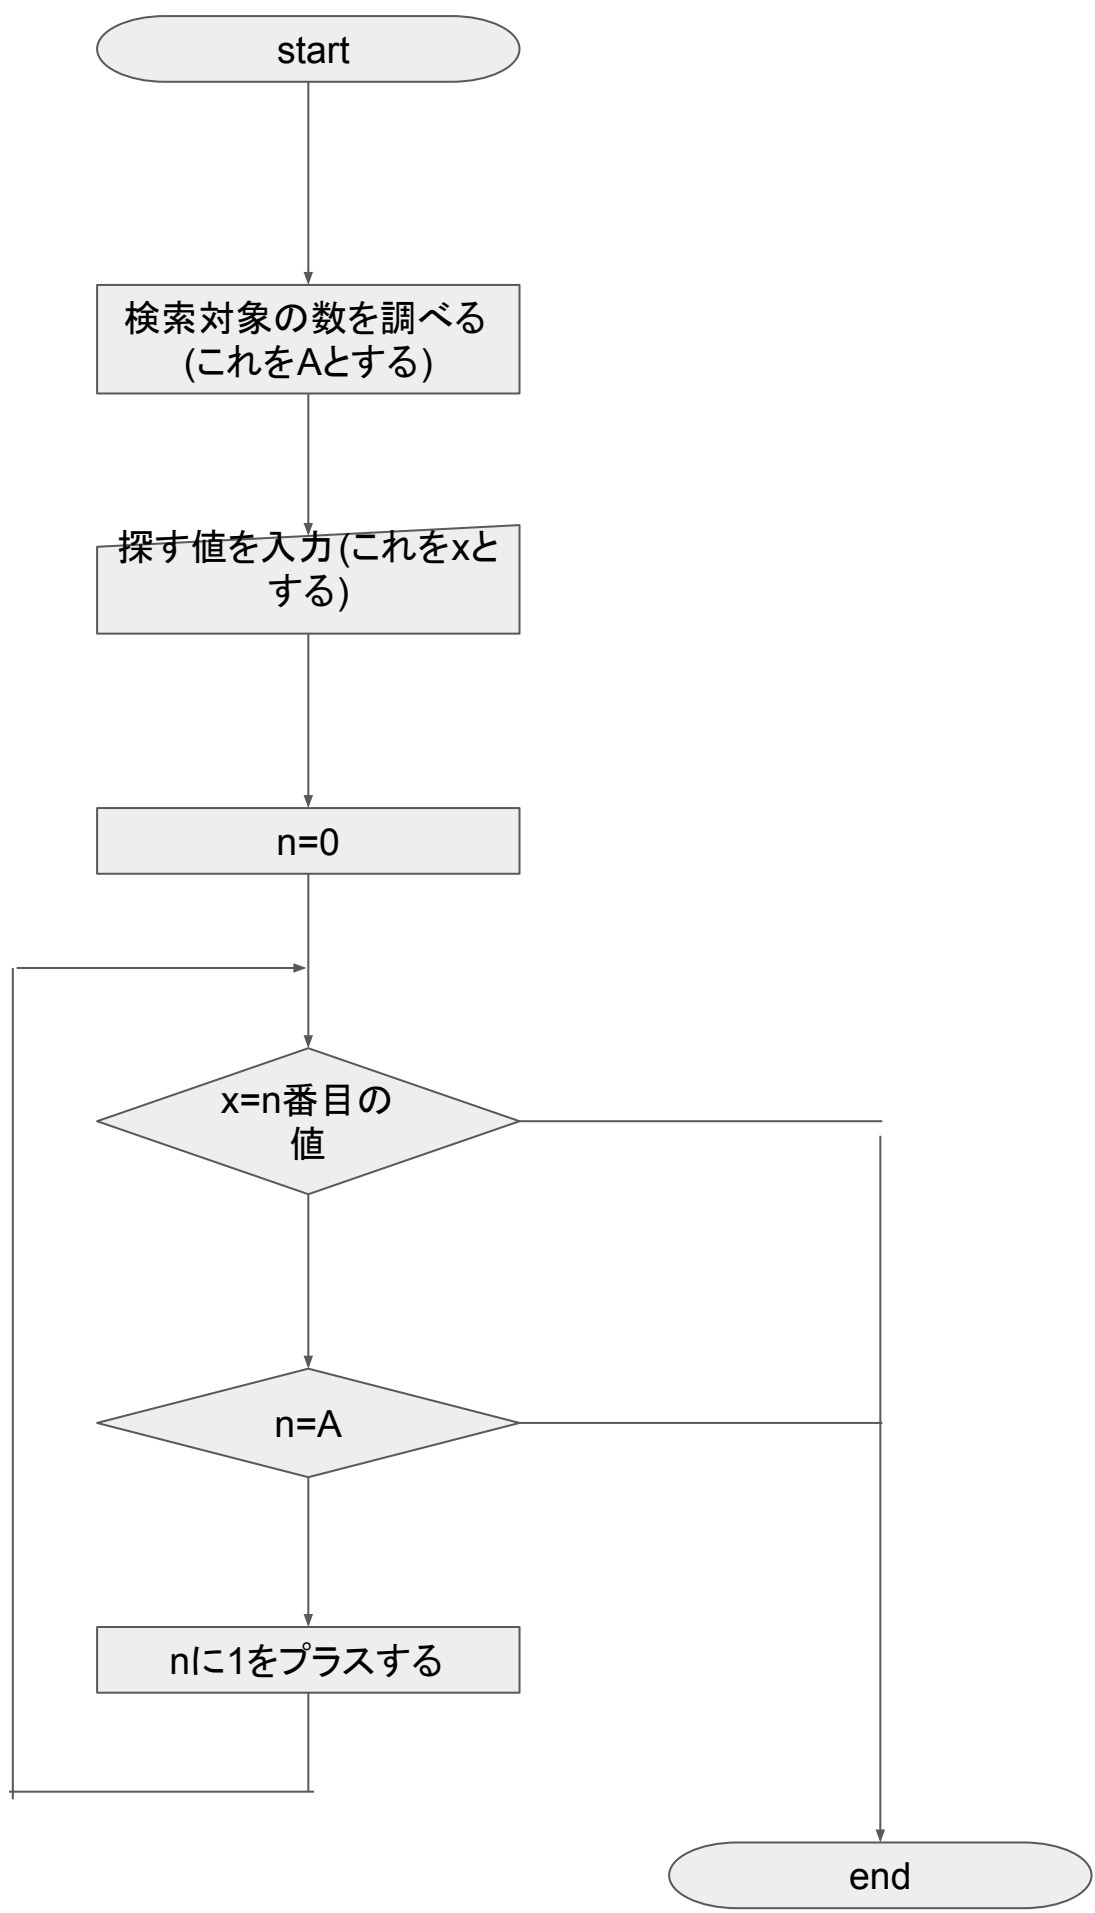 start
検索対象の数を調べる
(これをAとする)
探す値を入力(これをxと
する)
n=0
x=n番目の
値
n=A
nに1をプラスする
end